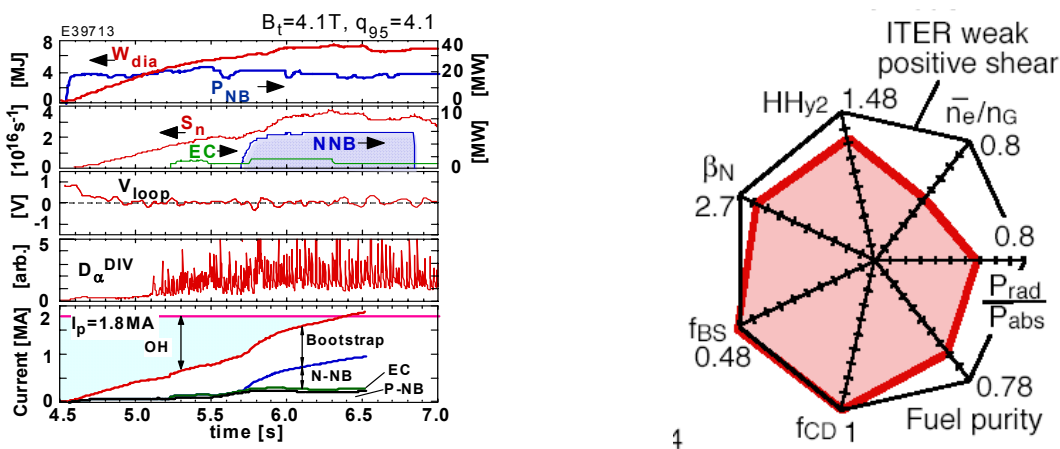 E39713
B_t=4.1T, q_95=4.1
8
4
0
[MJ]
W_dia
P_NB
40
20
0
[MW]
5
4
3
2
1
0
[10^16 s^-1]
S_n
EC
NNB
10
0
[MW]
1
0
-1
[V]
V_loop
5
0
[arb.]
D_α^DIV
2
1
0
Current [MA]
I_p=1.8MA
OH
Bootstrap
N-NB
EC
P-NB
4.5 5.0 5.5 6.0 6.5 7.0
time [s]
ITER weak
positive shear
HHy2
1.48
n̅_e/n_G
0.8
β_N
2.7
0.8
P_rad
P_abs
f_BS
0.48
0.78
Fuel purity
f_CD 1
4